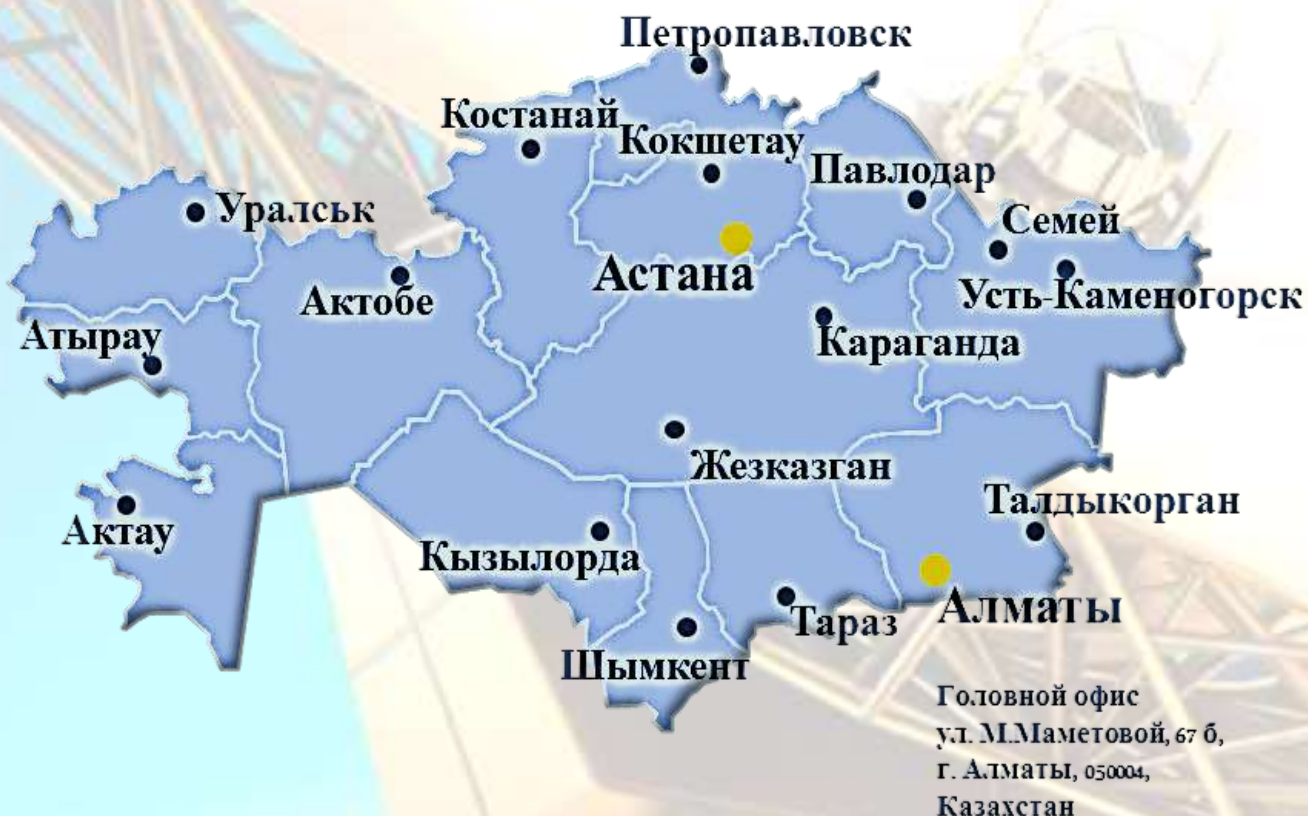 Петропавловск
Костанай
Кокшетау
Павлодар
Уралськ
Семей
Астана
Усть-Каменогорск
Актобе
Атырау
Караганда
Жезказган
Талдыкорган
Актау
Кызылорда
Алматы
Тараз
Шымкент
Головной офис
ул. М.Маметовой, 67 б,
г. Алматы, 050004,
Казахстан